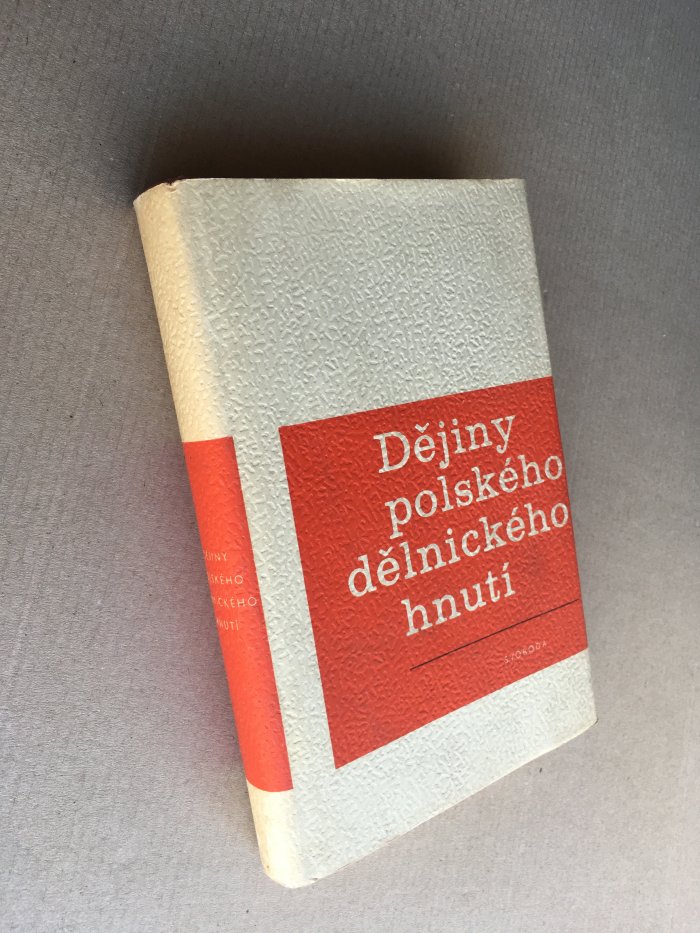 Dějiny
polského
dělnického
hnutí
SVOBODA